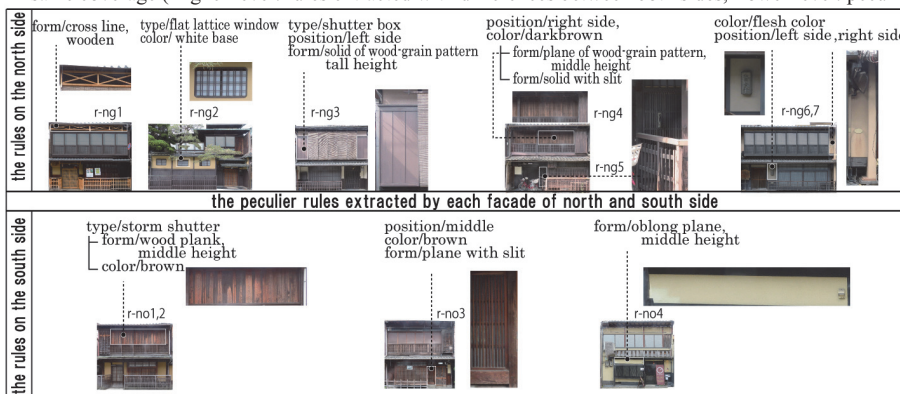 the rules on the north side
form/cross line,
wooden
r-ng1
type/flat lattice window
color/ white base
r-ng2
type/shutter box
position/left side
form/solid of wood-grain pattern
tall height
r-ng3
position/right side,
color/darkbrown
form/plane of wood-grain pattern,
middle height
form/solid with slit
r-ng4
r-ng5
color/flesh color
position/left side ,right side
r-ng6,7
the peculier rules extracted by each facade of north and south side
the rules on the south side
type/storm shutter
form/wood plank,
middle height
color/brown
r-no1,2
position/middle
color/brown
form/plane with slit
r-no3
form/oblong plane,
middle height
r-no4